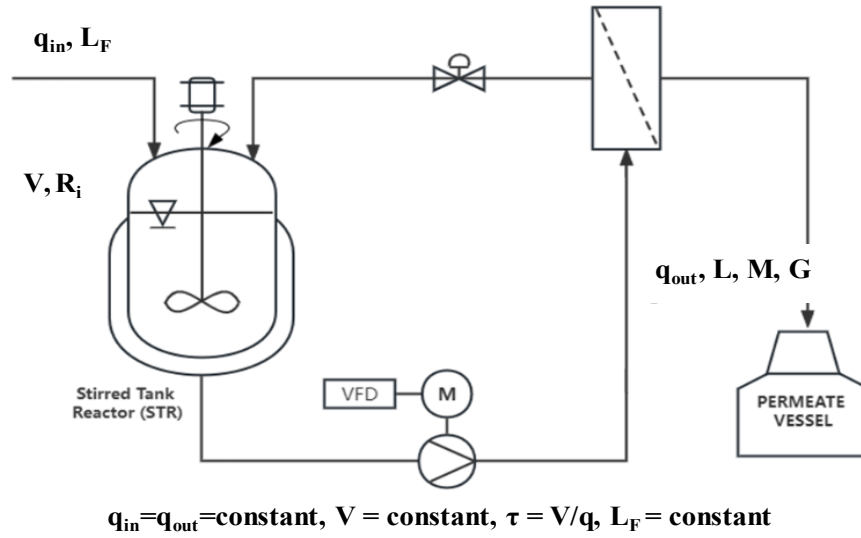 q_in, L_F
V, R_i
q_out, L, M, G
Stirred Tank
Reactor (STR)
VFD
M
PERMEATE
VESSEL
q_in=q_out=constant, V = constant, τ = V/q, L_F = constant